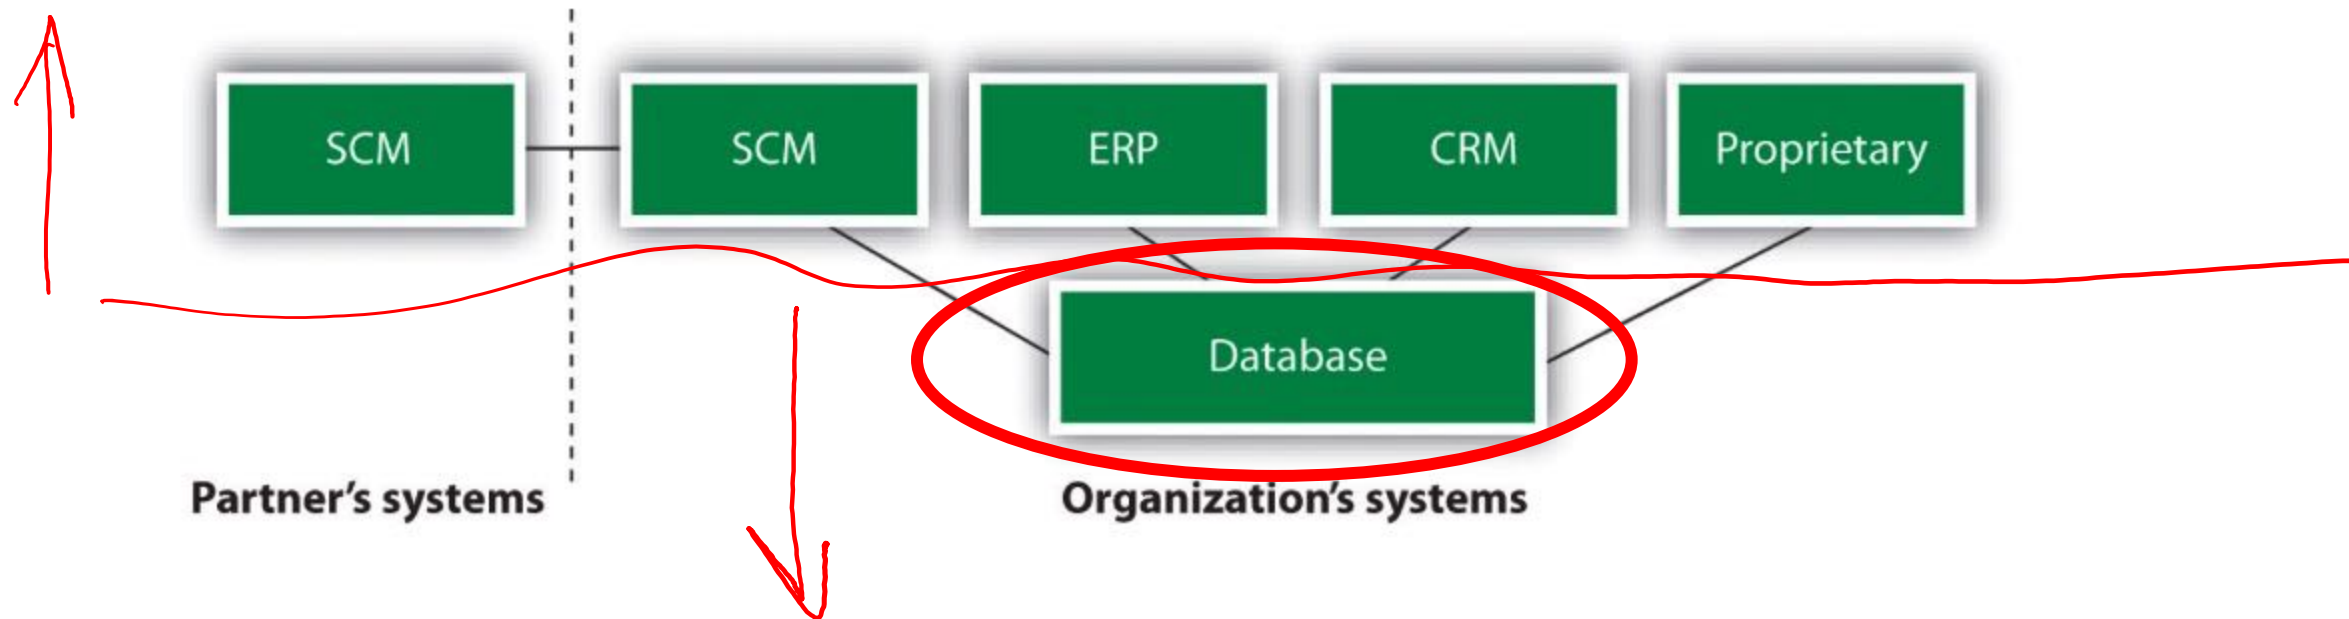 SCM
SCM
ERP
CRM
Proprietary
Database
Partner's systems
Organization's systems